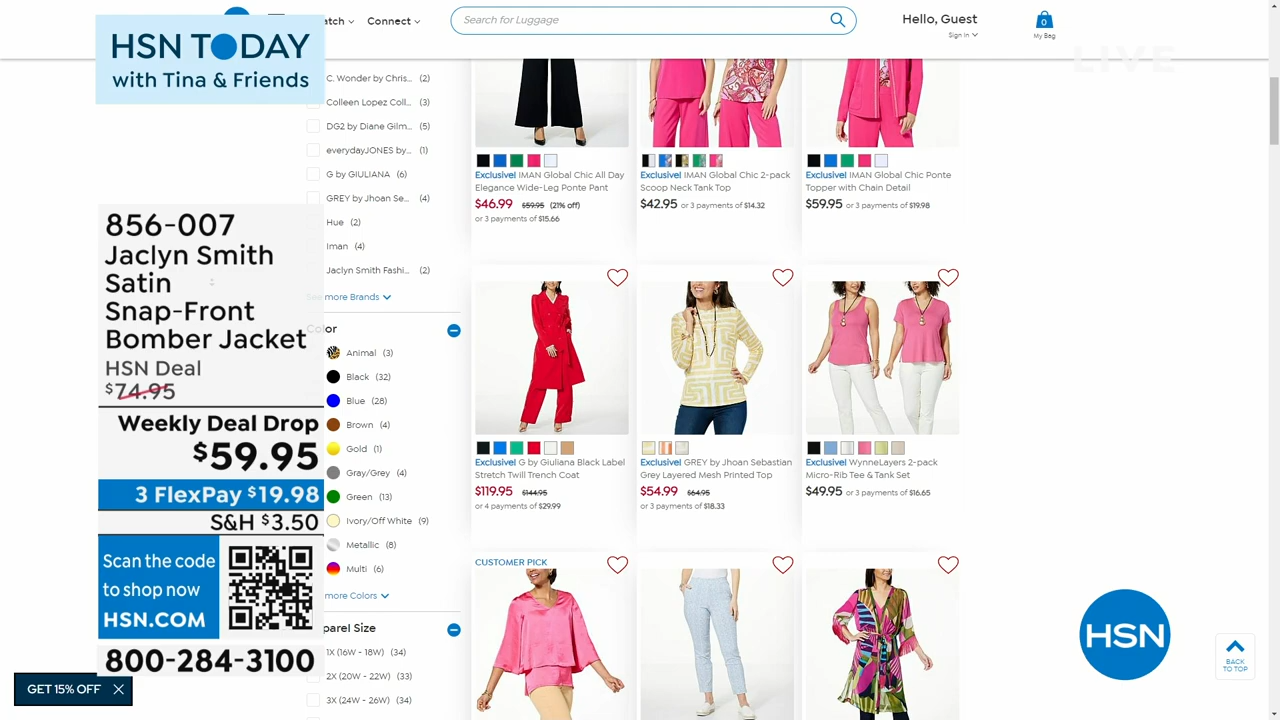 HSN TODAY
with Tina & Friends
atch
Connect
Search for Luggage
Hello, Guest
Sign In
0
My Bag
LIVE
856-007
Jaclyn Smith
Satin
Snap-Front
Bomber Jacket
HSN Deal
$74.95
Weekly Deal Drop
$59.95
3 FlexPay $19.98
S&H $3.50
Scan the code
to shop now
HSN.COM
800-284-3100
GET 15% OFF
C. Wonder by Chris... (2)
Colleen Lopez Coll... (3)
DG2 by Diane Gilm... (5)
everydayJONES by... (1)
G by GIULIANA (6)
GREY by Jhoan Se... (4)
Hue (2)
Iman (4)
Jaclyn Smith Fashi... (2)
See more Brands
Color
Animal (3)
Black (32)
Blue (28)
Brown (4)
Gold (1)
Gray/Grey (4)
Green (13)
Ivory/Off White (9)
Metallic (8)
Multi (6)
more Colors
parel Size
1X (16W - 18W) (34)
2X (20W - 22W) (33)
3X (24W - 26W) (34)
Exclusive! IMAN Global Chic All Day
Elegance Wide-Leg Ponte Pant
$46.99 $59.95 (21% off)
or 3 payments of $15.66
Exclusive! IMAN Global Chic 2-pack
Scoop Neck Tank Top
$42.95 or 3 payments of $14.32
Exclusive! IMAN Global Chic Ponte
Topper with Chain Detail
$59.95 or 3 payments of $19.98
Exclusive! G by Giuliana Black Label
Stretch Twill Trench Coat
$119.95 $144.95
or 4 payments of $29.99
Exclusive! GREY by Jhoan Sebastian
Grey Layered Mesh Printed Top
$54.99 $64.95
or 3 payments of $18.33
Exclusive! WynneLayers 2-pack
Micro-Rib Tee & Tank Set
$49.95 or 3 payments of $16.65
CUSTOMER PICK
HSN
BACK
TO TOP